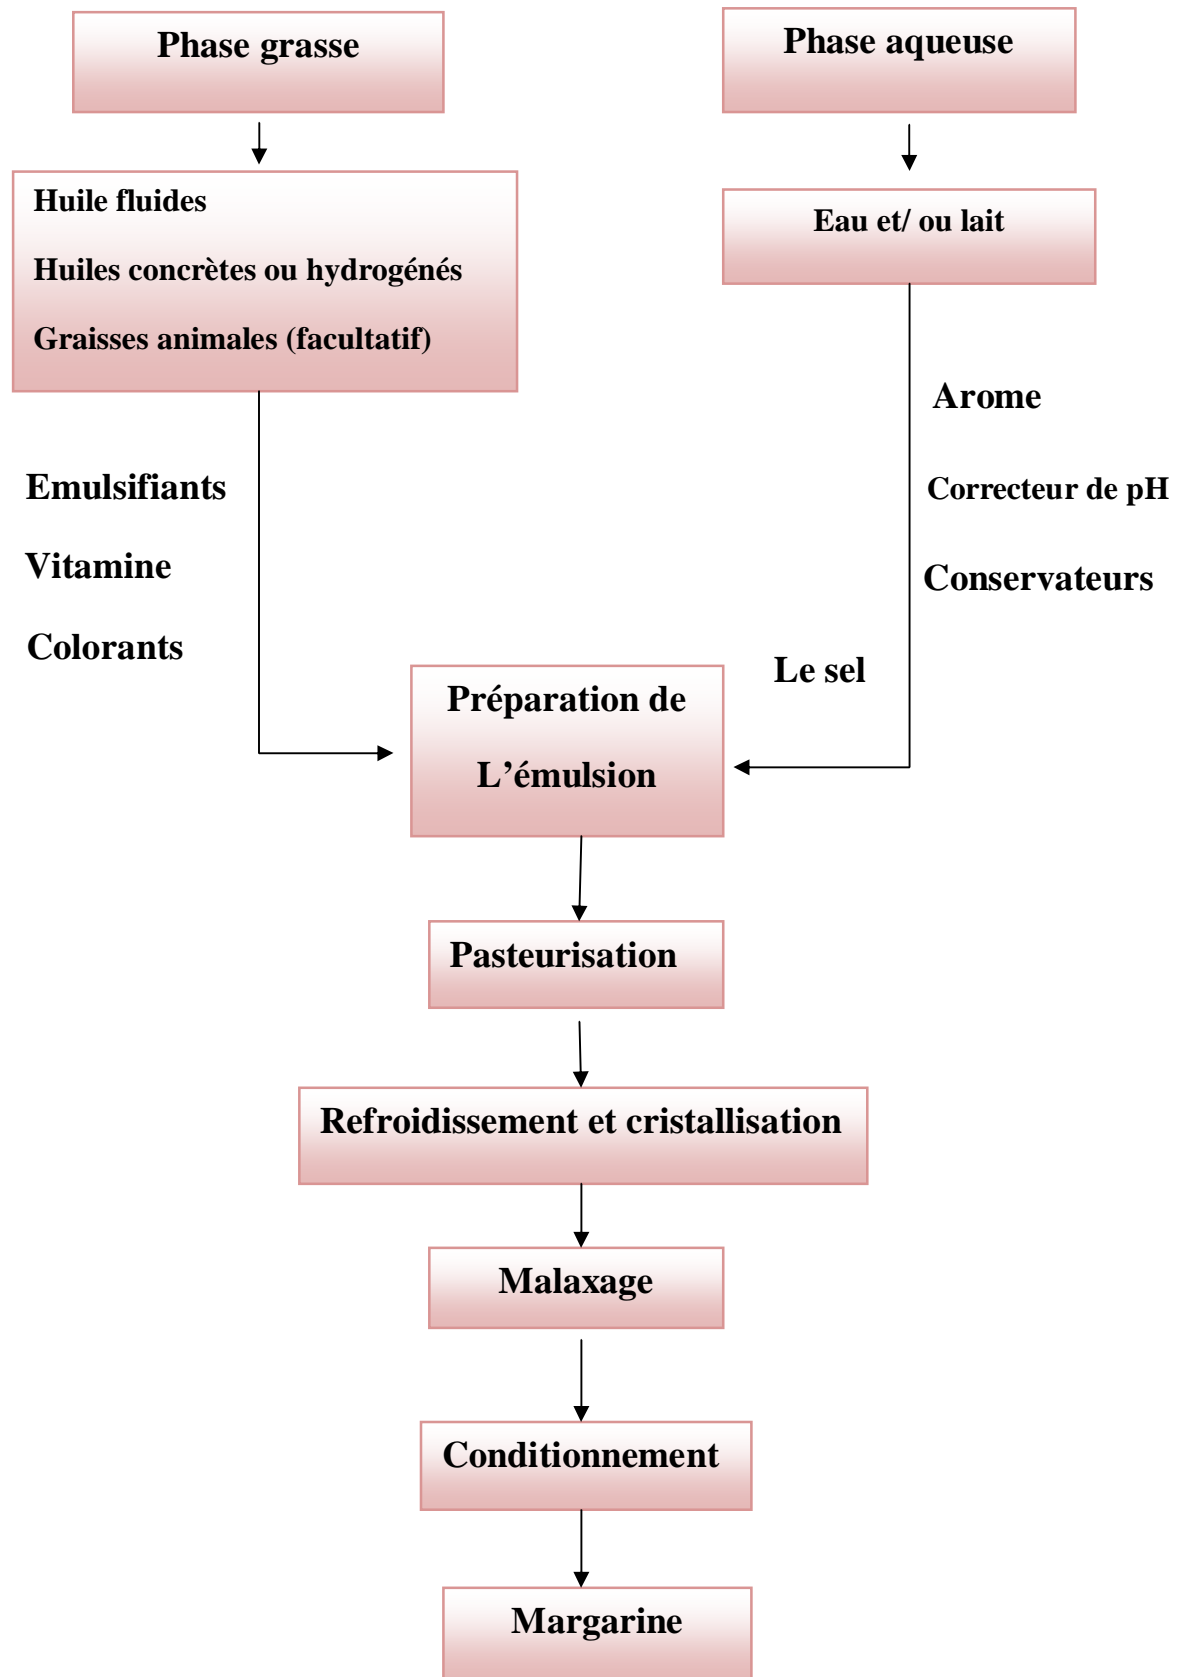 Phase grasse
Phase aqueuse
Huile fluides
Huiles concrètes ou hydrogénés
Graisses animales (facultatif)
Eau et/ ou lait
Emulsifiants
Vitamine
Colorants
Arome
Correcteur de pH
Conservateurs
Le sel
Préparation de
L’émulsion
Pasteurisation
Refroidissement et cristallisation
Malaxage
Conditionnement
Margarine